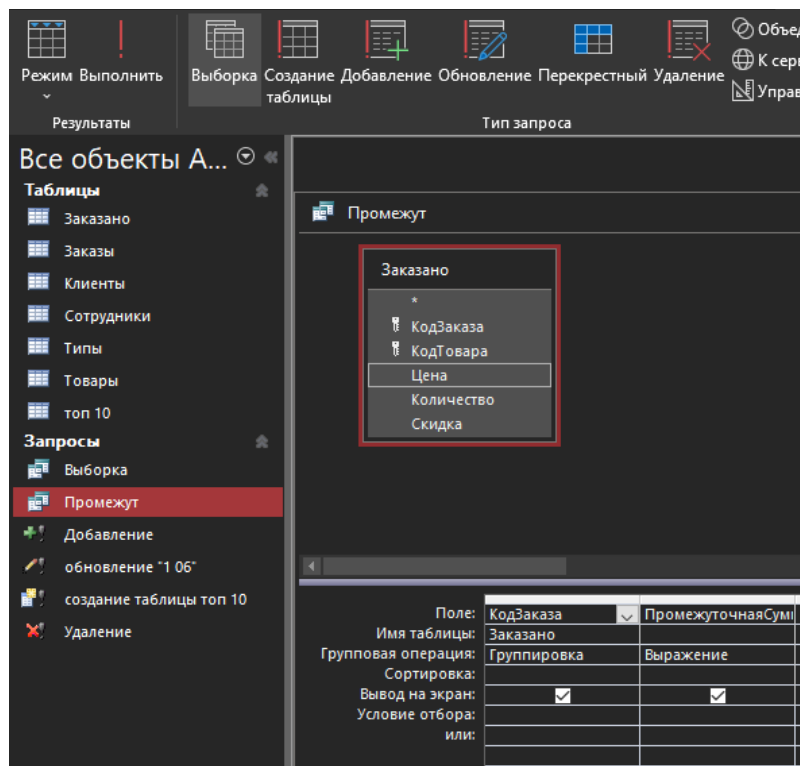 Режим Выполнить
Выборка Создание таблицы Добавление Обновление Перекрестный Удаление
Объед
К серв
Управ
Результаты
Тип запроса
Все объекты A...
Таблицы
Заказано
Заказы
Клиенты
Сотрудники
Типы
Товары
топ 10
Запросы
Выборка
Промежут
Добавление
обновление "1 06"
создание таблицы топ 10
Удаление
Промежут
Заказано
*
КодЗаказа
КодТовара
Цена
Количество
Скидка
Поле: КодЗаказа ПромежуточнаяСумм
Имя таблицы: Заказано
Групповая операция: Группировка Выражение
Сортировка:
Вывод на экран:
Условие отбора:
или: